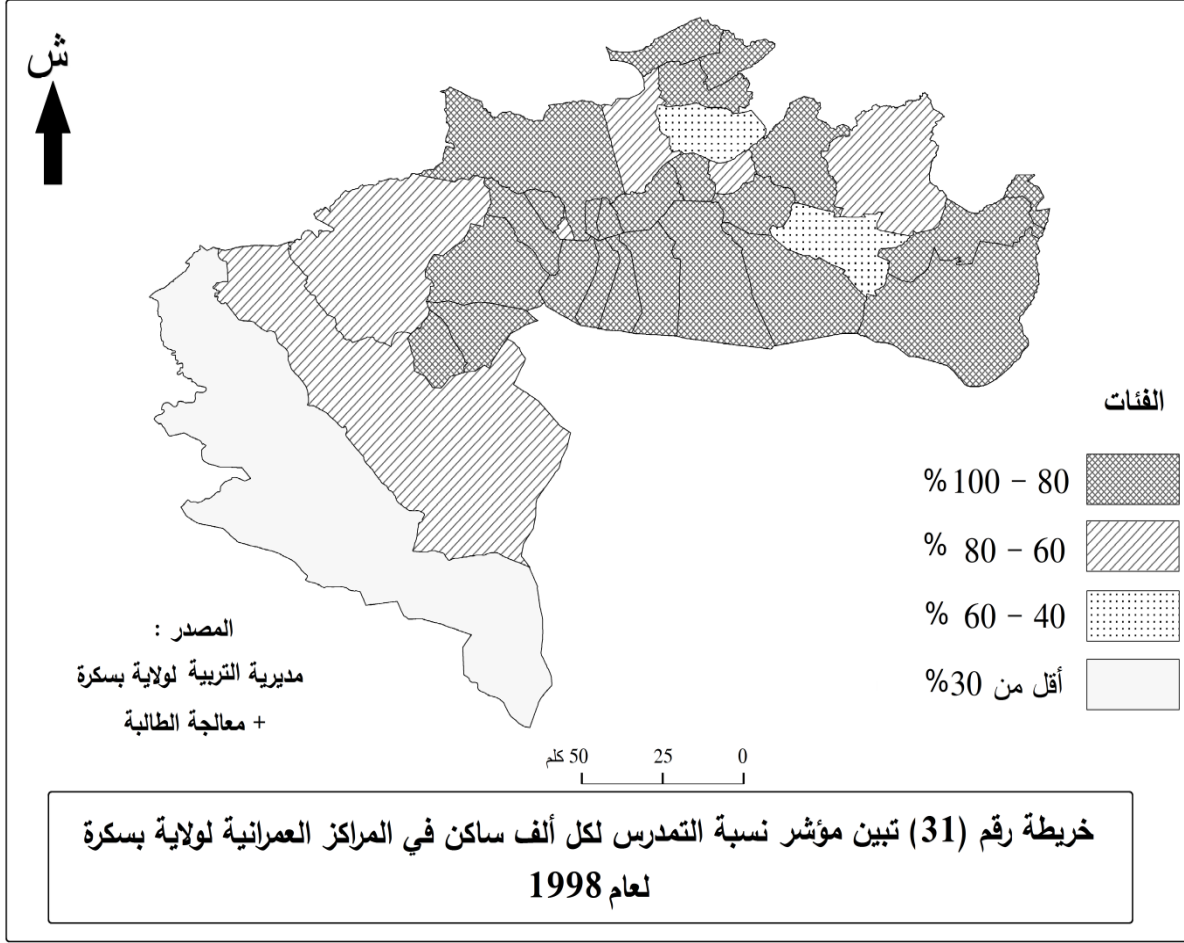 ش
الفئات
80 – 100 %
60 – 80 %
40 – 60 %
أقل من 30%
المصدر :
مديرية التربية لولاية بسكرة
+ معالجة الطالبة
0 25 50 كلم
خريطة رقم (31) تبين مؤشر نسبة التمدرس لكل ألف ساكن في المراكز العمرانية لولاية بسكرة
لعام 1998